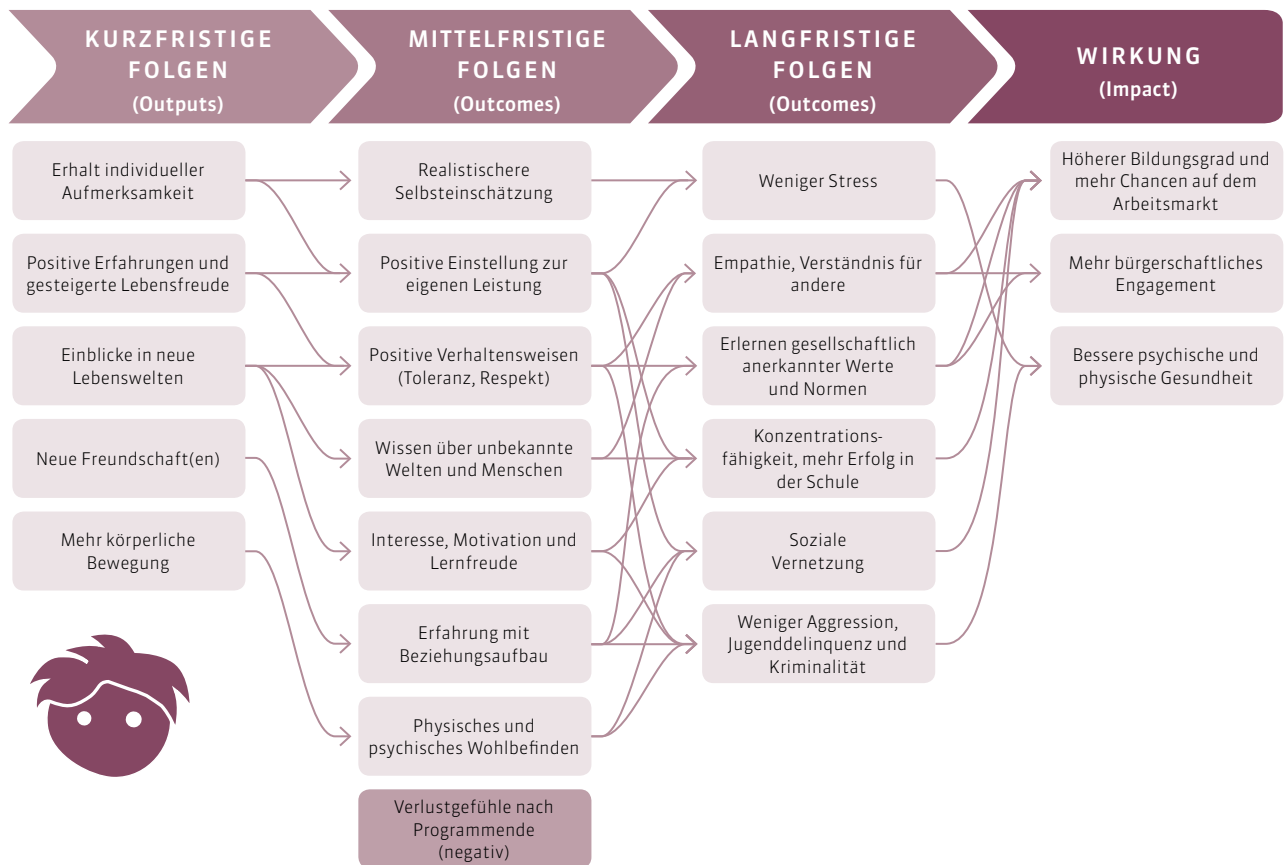 KURZFRISTIGE
FOLGEN
(Outputs)
MITTELFRISTIGE
FOLGEN
(Outcomes)
LANGFRISTIGE
FOLGEN
(Outcomes)
WIRKUNG
(Impact)
Erhalt individueller
Aufmerksamkeit
Positive Erfahrungen und
gesteigerte Lebensfreude
Einblicke in neue
Lebenswelten
Neue Freundschaft(en)
Mehr körperliche
Bewegung
Realistischere
Selbsteinschätzung
Positive Einstellung zur
eigenen Leistung
Positive Verhaltensweisen
(Toleranz, Respekt)
Wissen über unbekannte
Welten und Menschen
Interesse, Motivation und
Lernfreude
Erfahrung mit
Beziehungsaufbau
Physisches und
psychisches Wohlbefinden
Verlustgefühle nach
Programmende
(negativ)
Weniger Stress
Empathie, Verständnis für
andere
Erlernen gesellschaftlich
anerkannter Werte
und Normen
Konzentrations-
fähigkeit, mehr Erfolg in
der Schule
Soziale
Vernetzung
Weniger Aggression,
Jugenddelinquenz und
Kriminalität
Höherer Bildungsgrad und
mehr Chancen auf dem
Arbeitsmarkt
Mehr bürgerschaftliches
Engagement
Bessere psychische und
physische Gesundheit